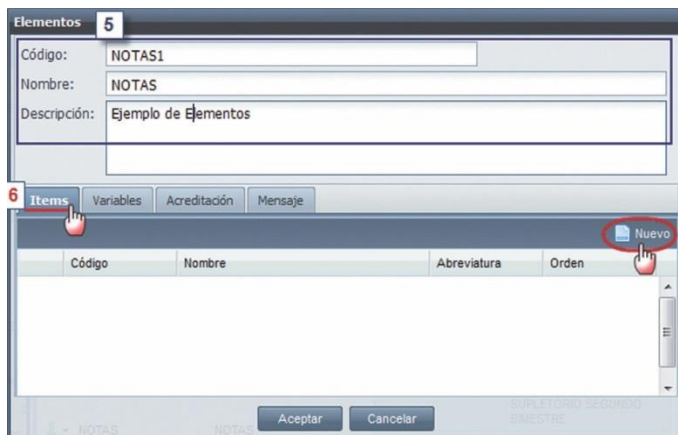 Elementos 5
Código: NOTAS1
Nombre: NOTAS
Descripción: Ejemplo de Elementos
6 Items Variables Acreditación Mensaje
Nuevo
Código Nombre Abreviatura Orden
Aceptar Cancelar
SUPLETORIO SEGUNDO
1 - NOTAS NOTAS BIMESTRE